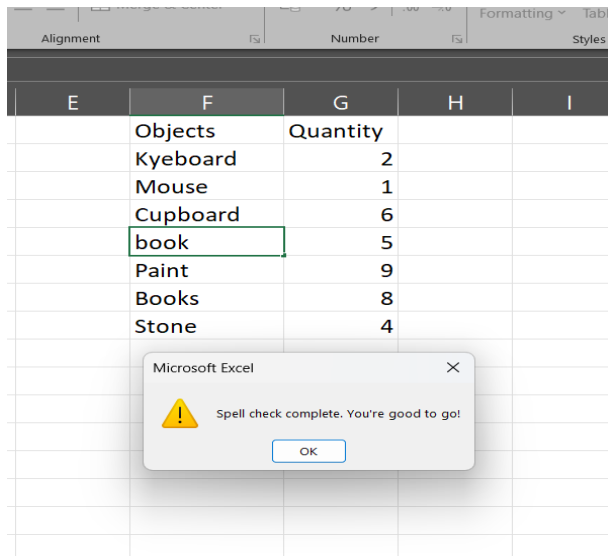 Formatting
Alignment Number Styles
E F G H I
Objects Quantity
Kyeboard 2
Mouse 1
Cupboard 6
book 5
Paint 9
Books 8
Stone 4
Microsoft Excel
Spell check complete. You're good to go!
OK